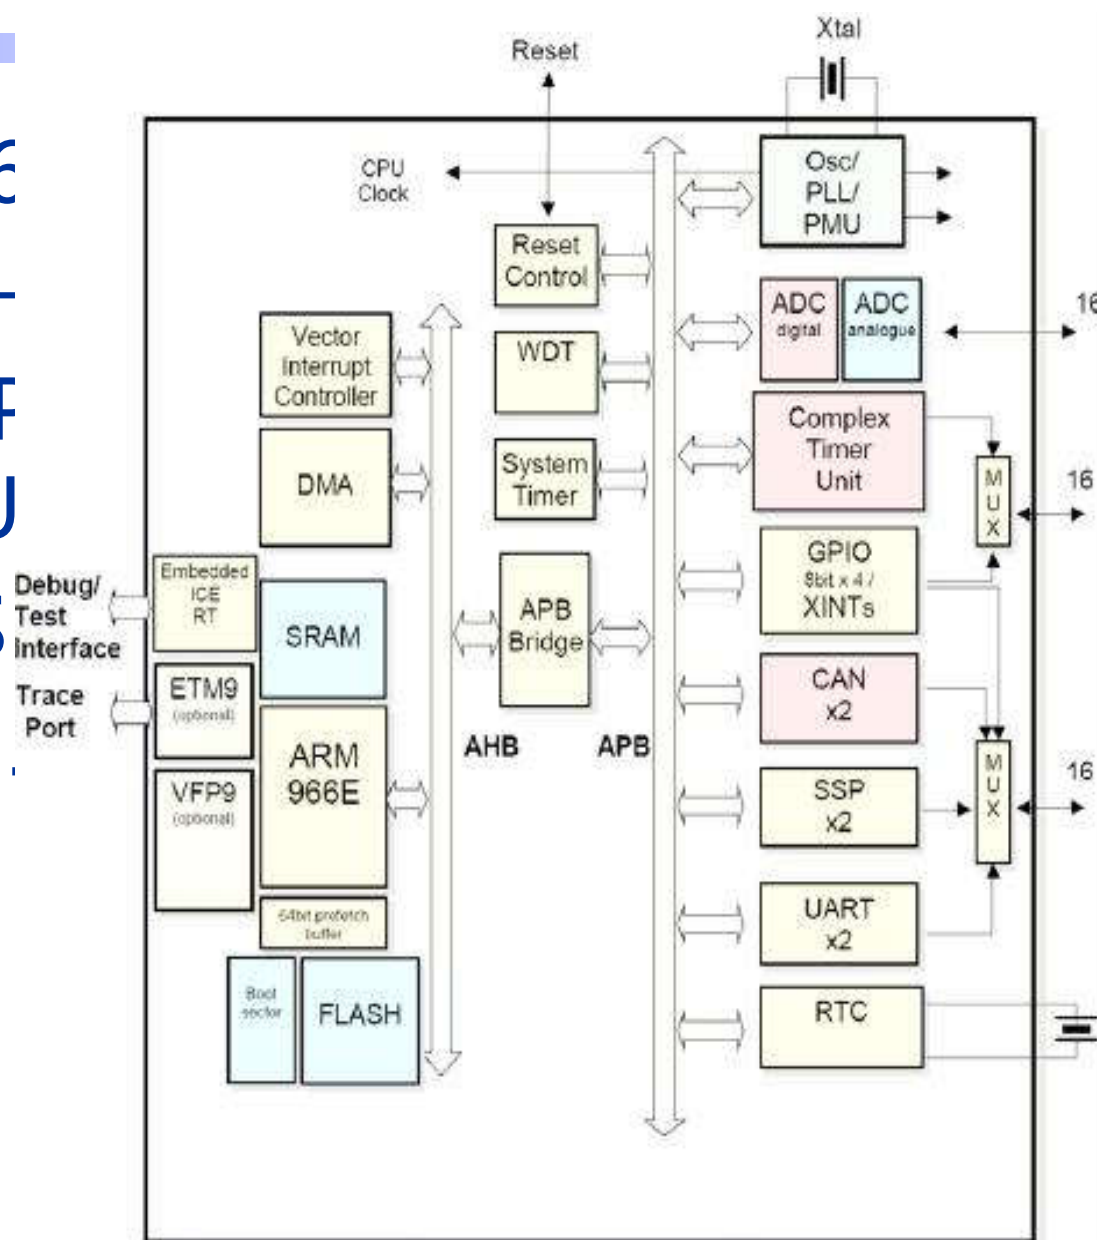 Xtal
Reset
CPU
Clock
Osc/
PLL/
PMU
Reset
Control
ADC
digital
ADC
analogue
16
Vector
Interrupt
Controller
WDT
Complex
Timer
Unit
DMA
System
Timer
M
U
X
16
GPIO
8bit x 4 /
XINTs
Debug/
Test
Interface
Embedded
ICE
RT
SRAM
APB
Bridge
CAN
x2
Trace
Port
ETM9
(optional)
ARM
966E
AHB
APB
VFP9
(optional)
SSP
x2
M
U
X
16
64bit prefetch
buffer
UART
x2
Boot
sector
FLASH
RTC